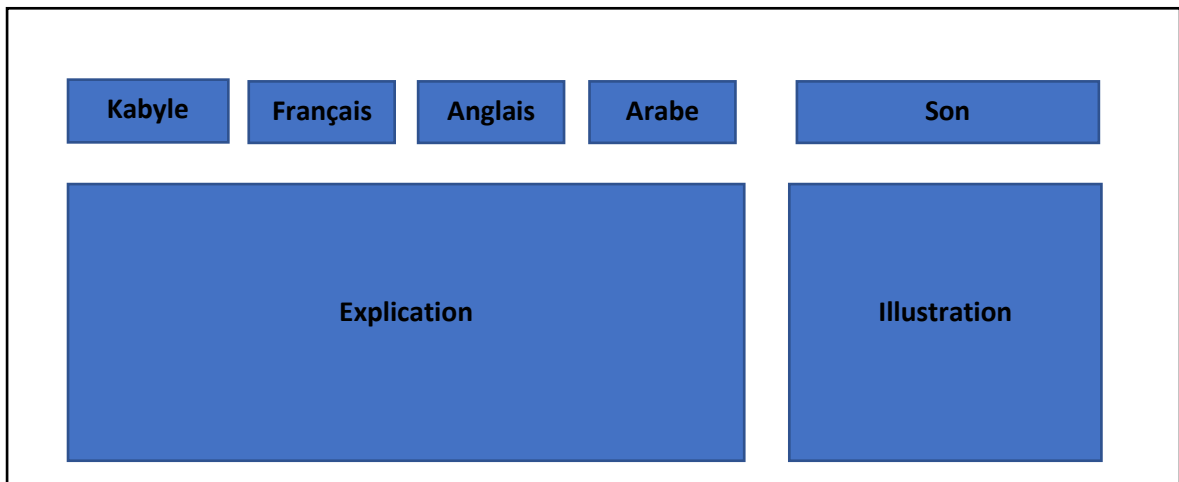 Kabyle
Français
Anglais
Arabe
Son
Explication
Illustration